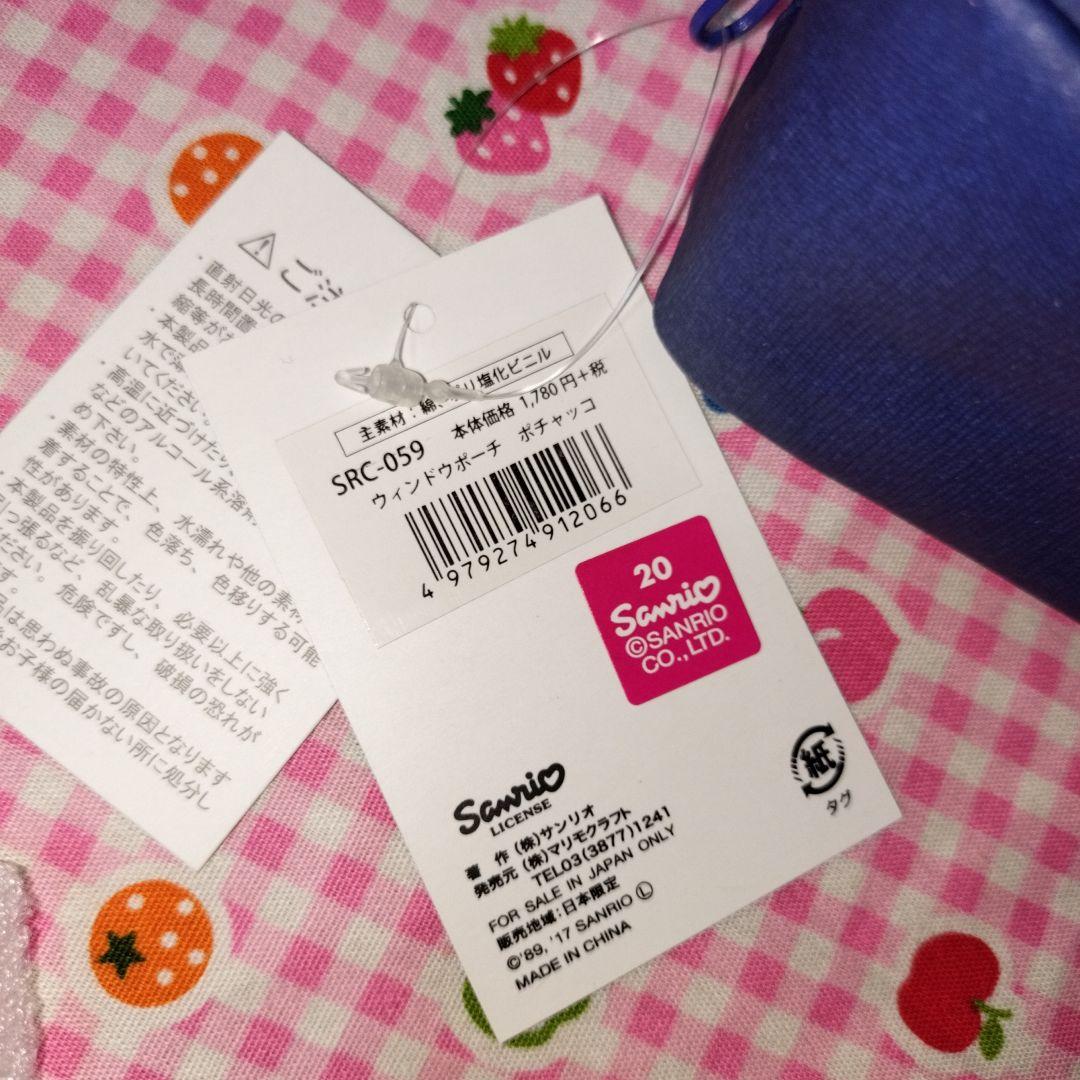 直射日光の
長時間置
縮等が
本製品
水で濡
いてください。
高温に近づけたり
などのアルコール系溶剤
め下さい。
素材の特性上、水濡れや他の素材
着することで、色落ち、色移りする可能
性があります。
本製品を振り回したり、必要以上に強く
引っ張るなど、乱暴な取り扱いをしない
ださい。危険ですし、破損の恐れが
す。
品は思わぬ事故の原因となります
お子様の届かない所に処分し
主素材:綿、ポリ塩化ビニル
SRC-059 本体価格 1,780円+税
ウィンドウポーチ ポチャッコ
4 979274 912066
20
Sanrio
©SANRIO
CO.,LTD.
Sanrio
LICENSE
著 作 (株)サンリオ
発売元 (株)マリモクラフト
TEL03(3877)1241
FOR SALE IN JAPAN ONLY
販売地域:日本限定
©'89, '17 SANRIO Ⓛ
MADE IN CHINA
紙
タグ